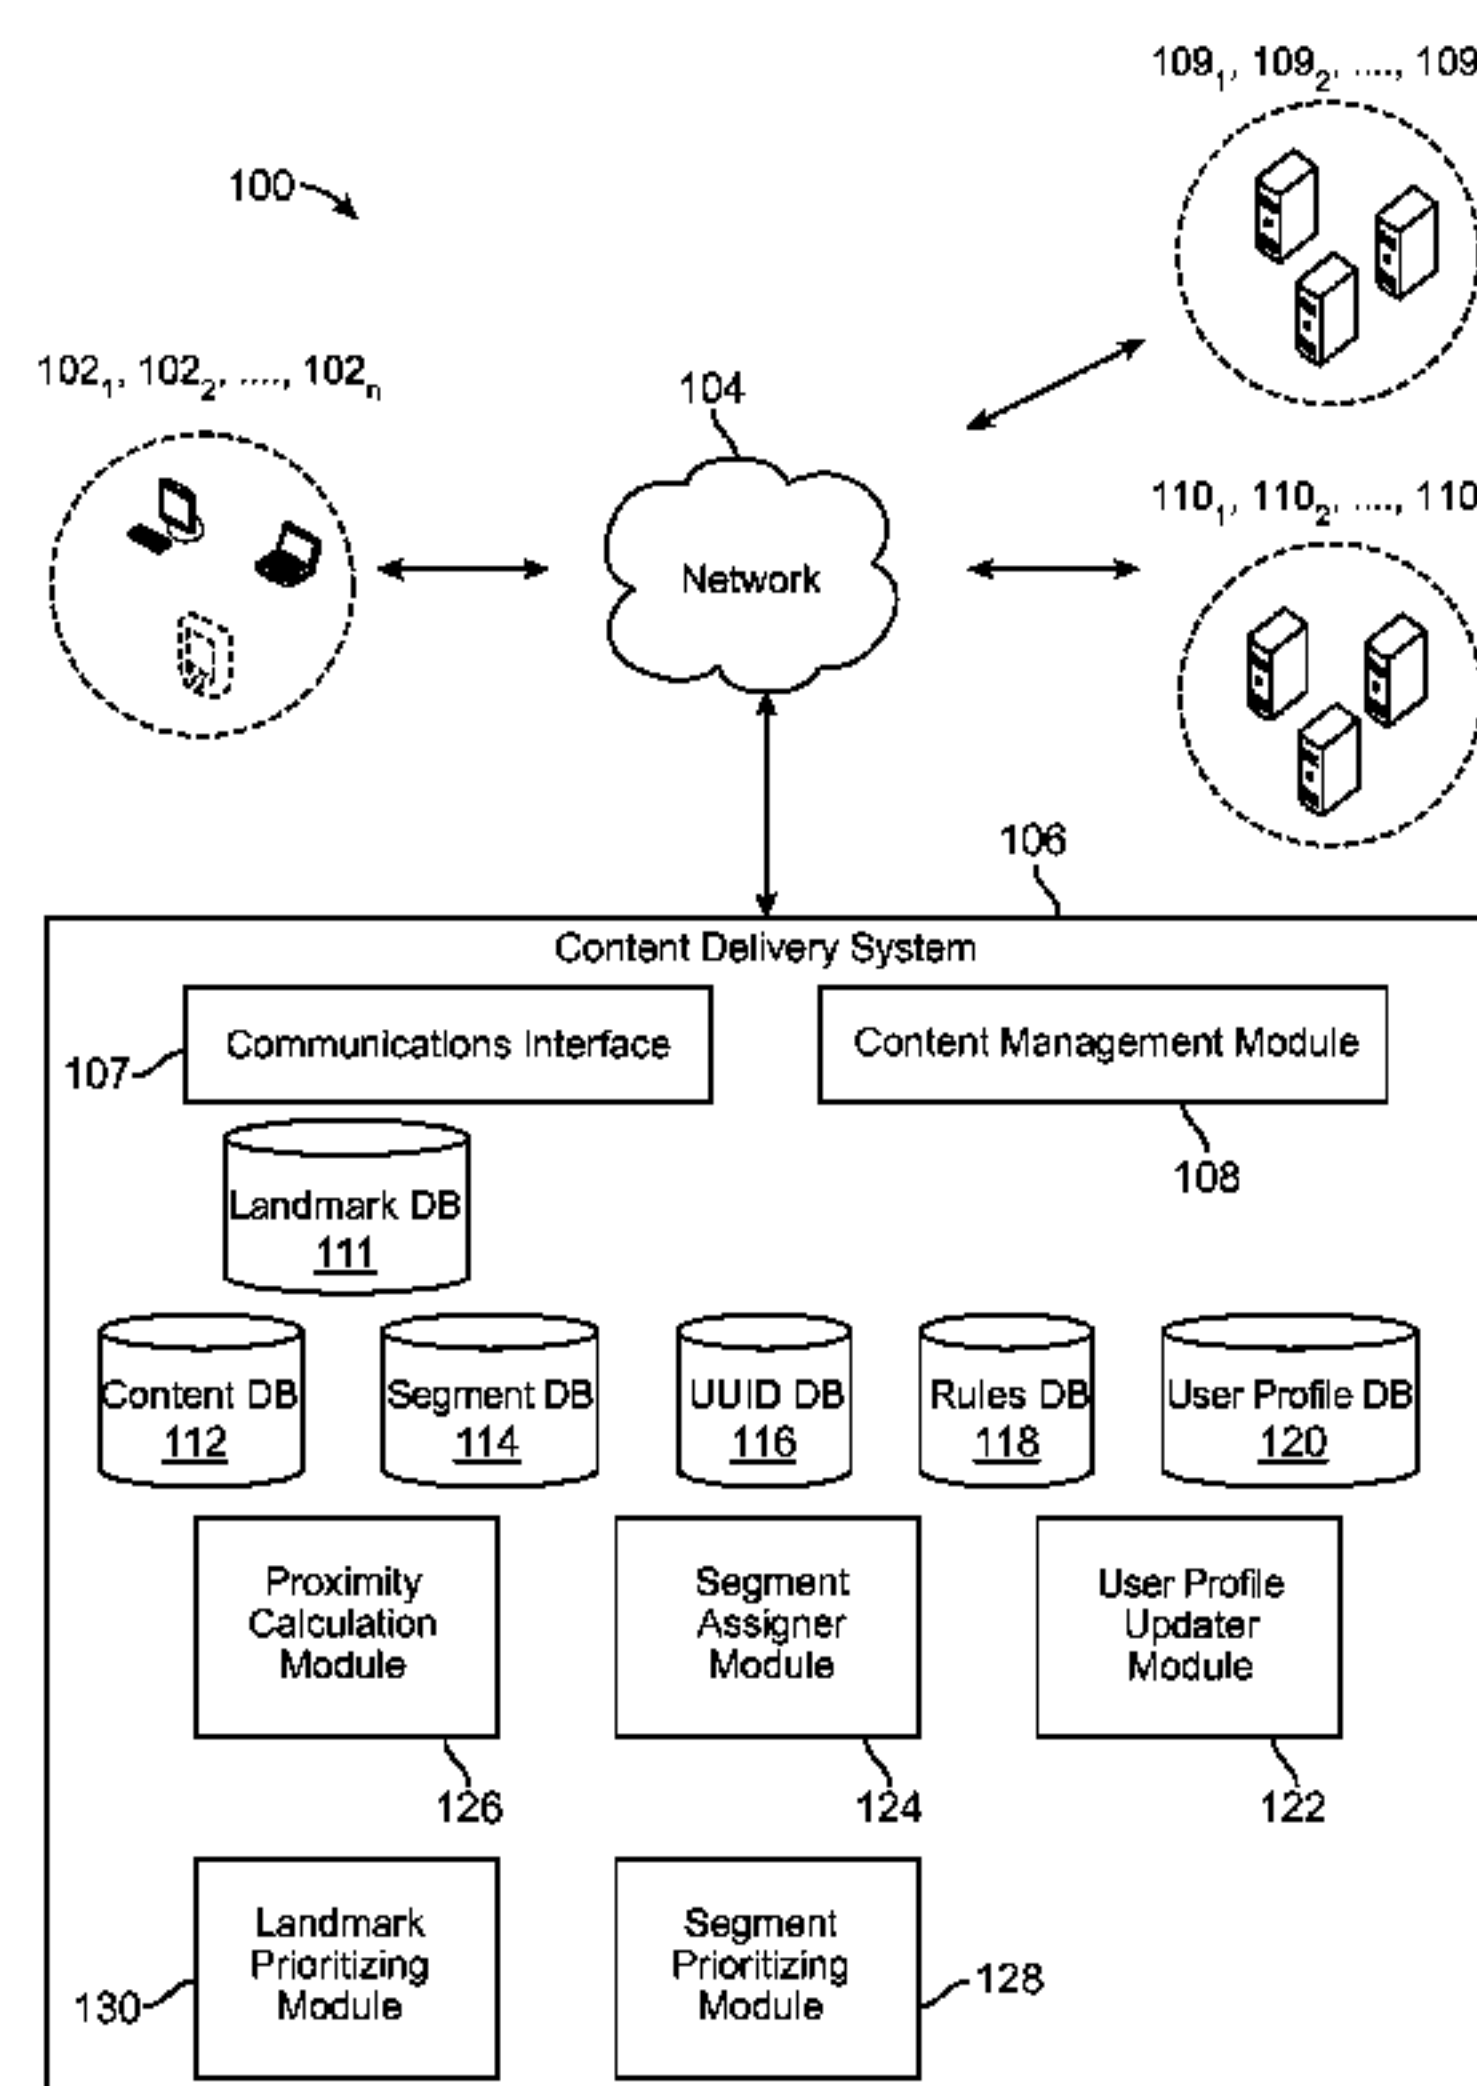 109₁, 109₂, ...., 109
100
102₁, 102₂, ...., 102ₙ
104
Network
110₁, 110₂, ...., 110
106
Content Delivery System
Communications Interface
Content Management Module
107
108
Landmark DB
111
Content DB
112
Segment DB
114
UUID DB
116
Rules DB
118
User Profile DB
120
Proximity
Calculation
Module
126
Segment
Assigner
Module
124
User Profile
Updater
Module
122
Landmark
Prioritizing
Module
130
Segment
Prioritizing
Module
128